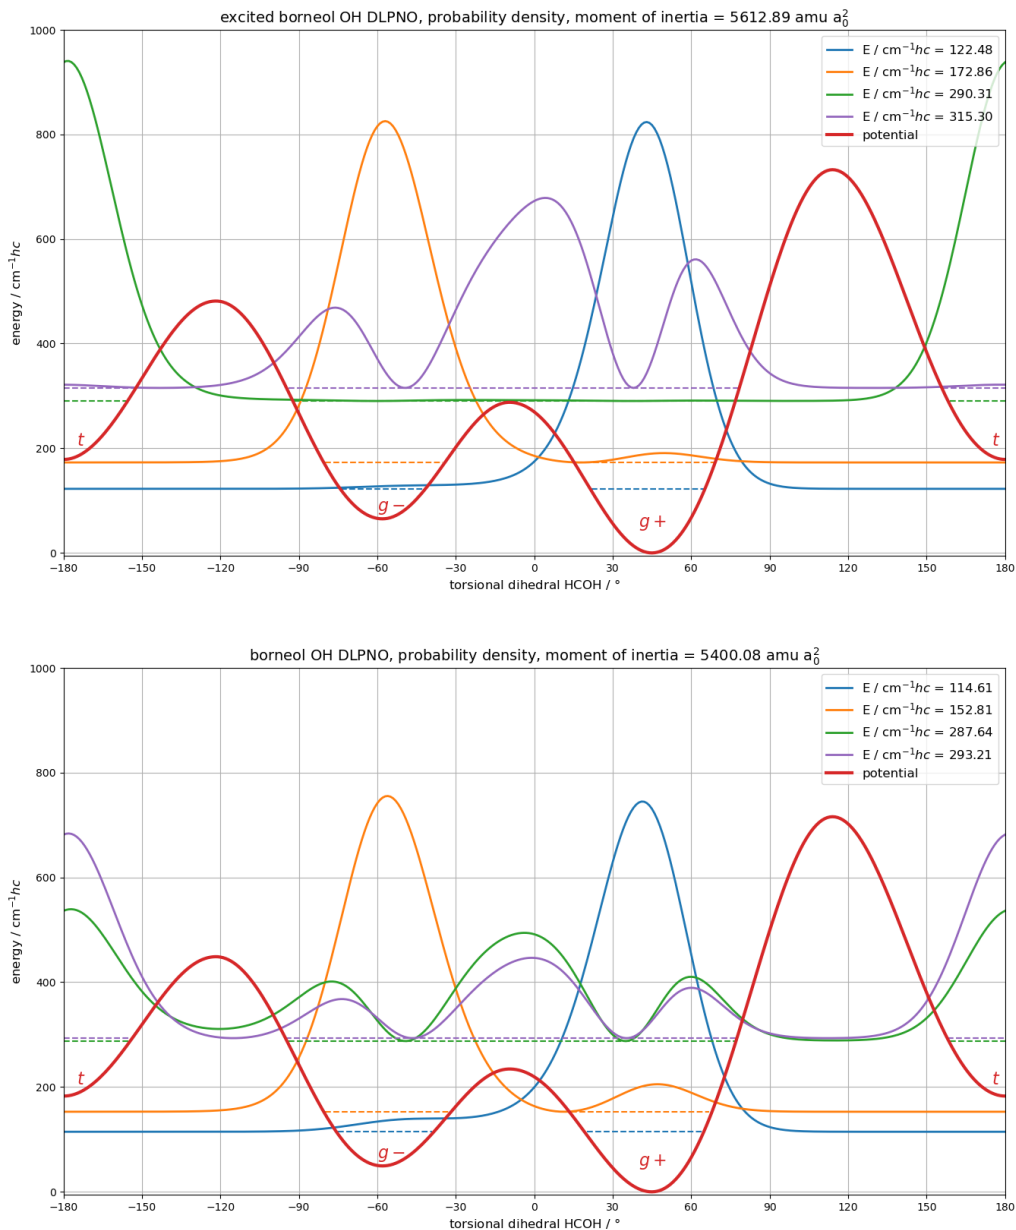 excited borneol OH DLPNO, probability density, moment of inertia = 5612.89 amu a₀²
1000
800
600
400
200
0
energy / cm⁻¹hc
E / cm⁻¹hc = 122.48
E / cm⁻¹hc = 172.86
E / cm⁻¹hc = 290.31
E / cm⁻¹hc = 315.30
potential
t
g−
g+
t
−180 −150 −120 −90 −60 −30 0 30 60 90 120 150 180
torsional dihedral HCOH / °
borneol OH DLPNO, probability density, moment of inertia = 5400.08 amu a₀²
1000
800
600
400
200
0
energy / cm⁻¹hc
E / cm⁻¹hc = 114.61
E / cm⁻¹hc = 152.81
E / cm⁻¹hc = 287.64
E / cm⁻¹hc = 293.21
potential
t
g−
g+
t
−180 −150 −120 −90 −60 −30 0 30 60 90 120 150 180
torsional dihedral HCOH / °